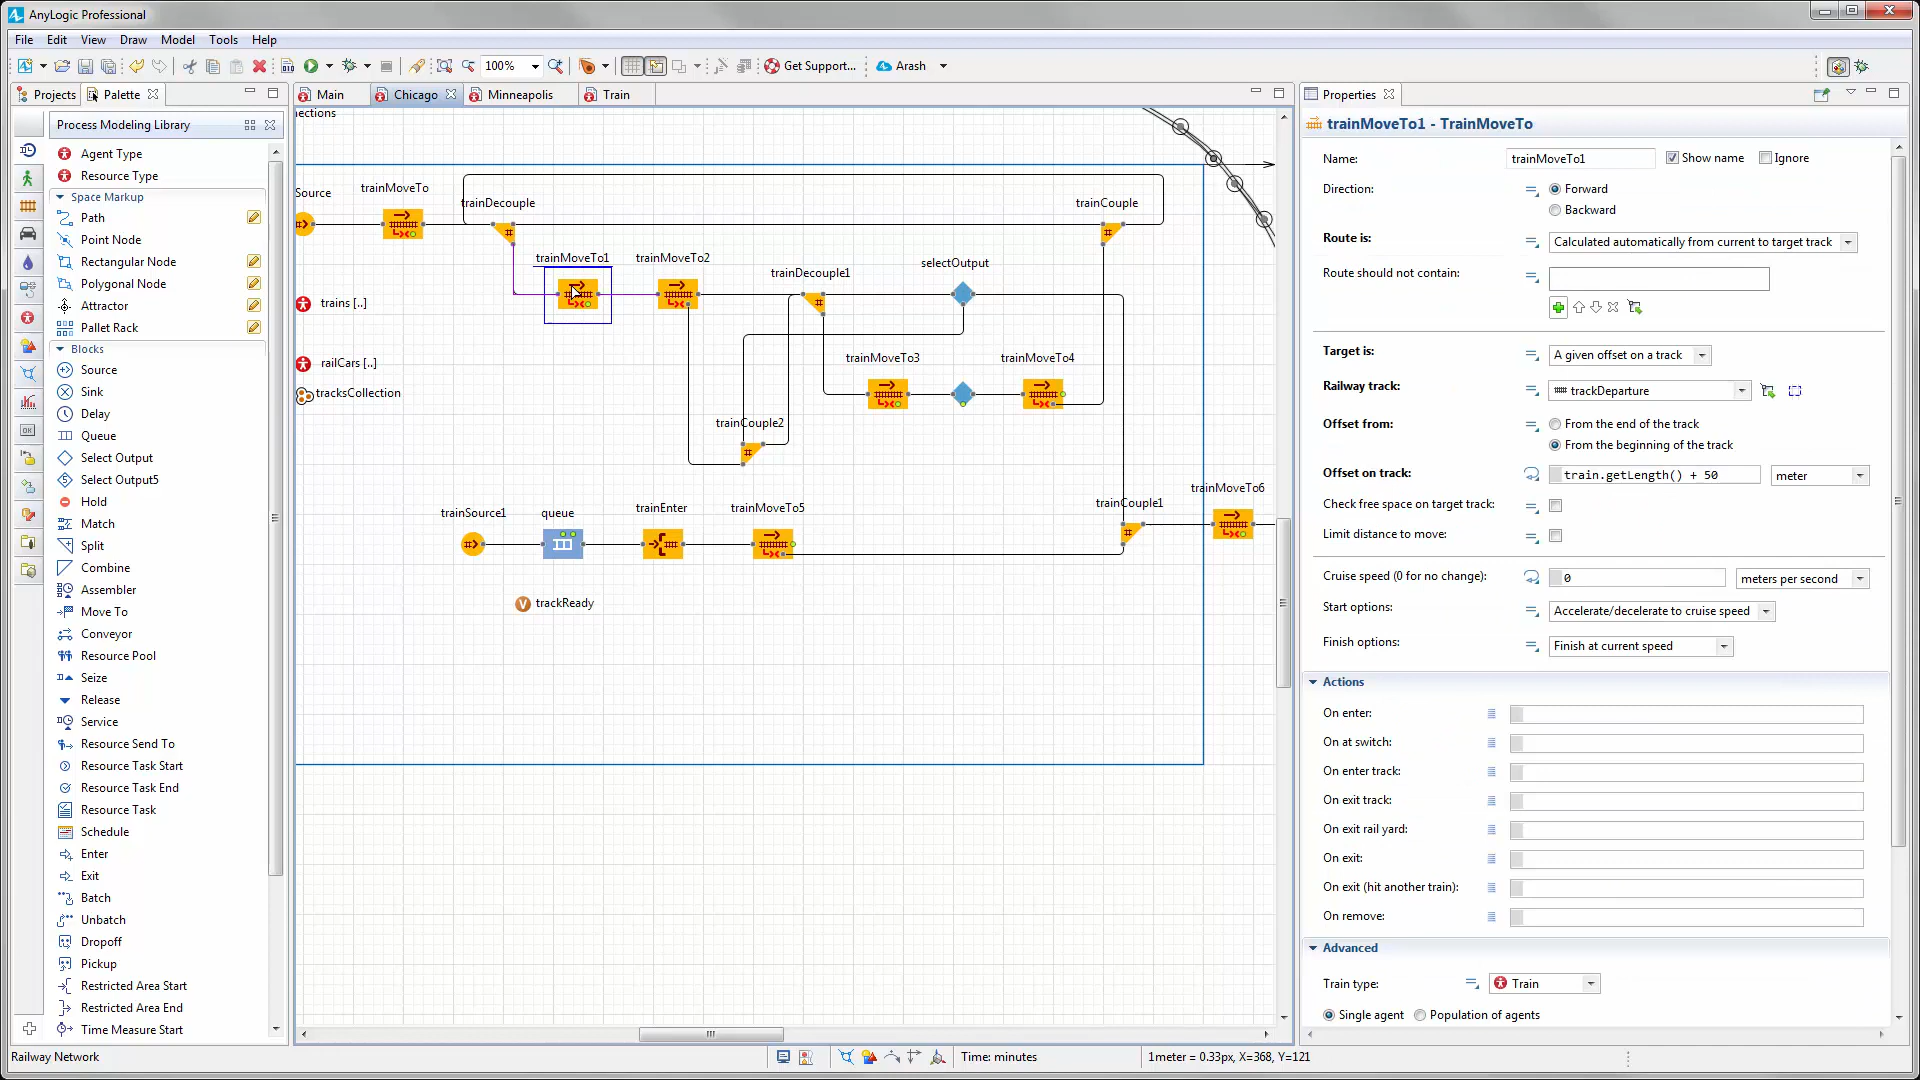 AnyLogic Professional
File Edit View Draw Model Tools Help
100% Get Support... Arash
Projects Palette
Process Modeling Library
Agent Type
Resource Type
Space Markup
Path
Point Node
Rectangular Node
Polygonal Node
Attractor
Pallet Rack
Blocks
Source
Sink
Delay
Queue
Select Output
Select Output5
Hold
Match
Split
Combine
Assembler
Move To
Conveyor
Resource Pool
Seize
Release
Service
Resource Send To
Resource Task Start
Resource Task End
Resource Task
Schedule
Enter
Exit
Batch
Unbatch
Dropoff
Pickup
Restricted Area Start
Restricted Area End
Time Measure Start
Main Chicago Minneapolis Train
nections
Source trainMoveTo trainDecouple trainCouple
trainMoveTo1 trainMoveTo2 trainDecouple1 selectOutput
trains [..]
railCars [..]
tracksCollection
trainMoveTo3 trainMoveTo4
trainCouple2
trainSource1 queue trainEnter trainMoveTo5 trainCouple1 trainMoveTo6
V trackReady
Properties
trainMoveTo1 - TrainMoveTo
Name: trainMoveTo1 Show name Ignore
Direction: Forward
Backward
Route is: Calculated automatically from current to target track
Route should not contain:
Target is: A given offset on a track
Railway track: trackDeparture
Offset from: From the end of the track
From the beginning of the track
Offset on track: train.getLength() + 50 meter
Check free space on target track:
Limit distance to move:
Cruise speed (0 for no change): 0 meters per second
Start options: Accelerate/decelerate to cruise speed
Finish options: Finish at current speed
Actions
On enter:
On at switch:
On enter track:
On exit track:
On exit rail yard:
On exit:
On exit (hit another train):
On remove:
Advanced
Train type: Train
Single agent Population of agents
Railway Network Time: minutes 1meter = 0.33px, X=368, Y=121